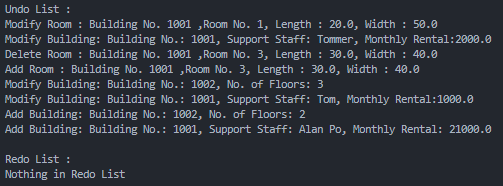 Undo List :
Modify Room : Building No. 1001 ,Room No. 1, Length : 20.0, Width : 50.0
Modify Building: Building No.: 1001, Support Staff: Tommer, Monthly Rental:2000.0
Delete Room : Building No. 1001 ,Room No. 3, Length : 30.0, Width : 40.0
Add Room : Building No. 1001 ,Room No. 3, Length : 30.0, Width : 40.0
Modify Building: Building No.: 1002, No. of Floors: 3
Modify Building: Building No.: 1001, Support Staff: Tom, Monthly Rental:1000.0
Add Building: Building No.: 1002, No. of Floors: 2
Add Building: Building No.: 1001, Support Staff: Alan Po, Monthly Rental: 21000.0
Redo List :
Nothing in Redo List